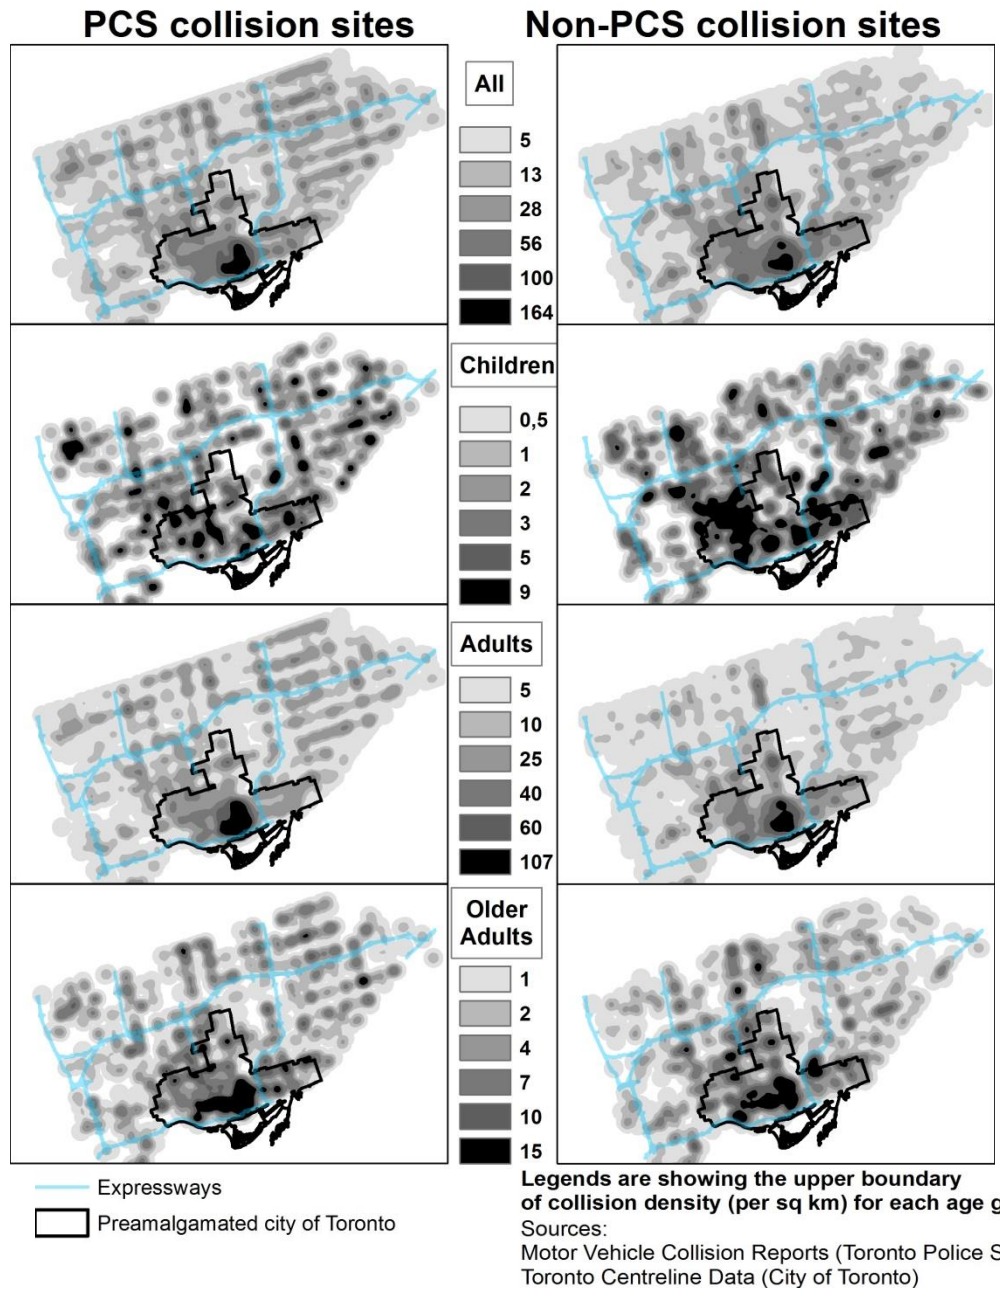 PCS collision sites
Non-PCS collision sites
All
5
13
28
56
100
164
Children
0,5
1
2
3
5
9
Adults
5
10
25
40
60
107
Older
Adults
1
2
4
7
10
15
Expressways
Preamalgamated city of Toronto
Legends are showing the upper boundary
of collision density (per sq km) for each age g
Sources:
Motor Vehicle Collision Reports (Toronto Police S
Toronto Centreline Data (City of Toronto)